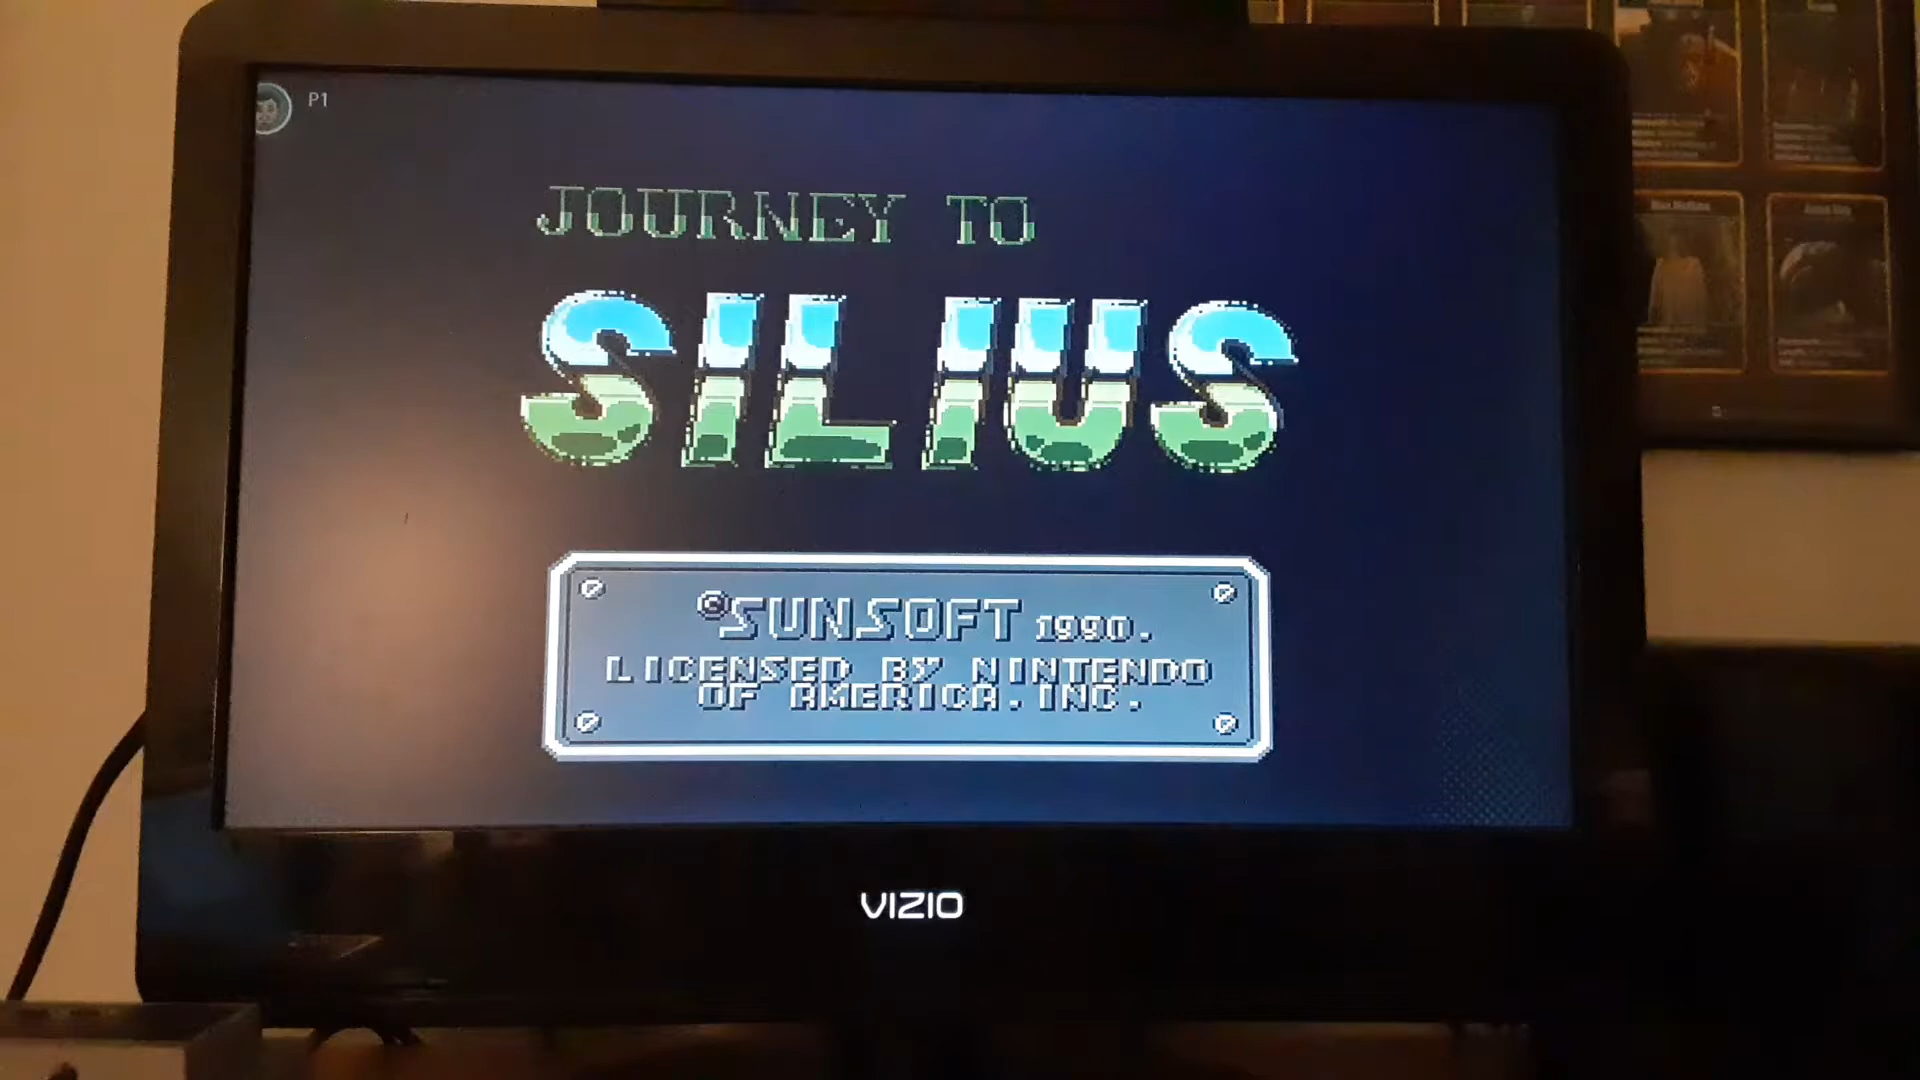 P1
JOURNEY TO
SILIUS
©SUNSOFT 1990.
LICENSED BY NINTENDO
OF AMERICA.INC.
VIZIO